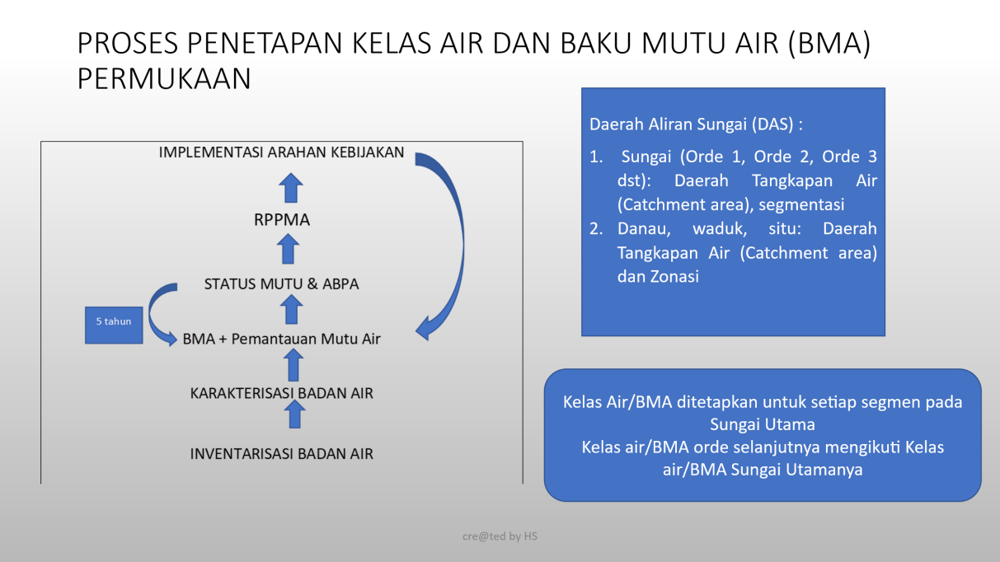 PROSES PENETAPAN KELAS AIR DAN BAKU MUTU AIR (BMA)
PERMUKAAN
IMPLEMENTASI ARAHAN KEBIJAKAN
RPPMA
STATUS MUTU & ABPA
5 tahun
BMA + Pemantauan Mutu Air
KARAKTERISASI BADAN AIR
INVENTARISASI BADAN AIR
Daerah Aliran Sungai (DAS) :
1. Sungai (Orde 1, Orde 2, Orde 3
dst): Daerah Tangkapan Air
(Catchment area), segmentasi
2. Danau, waduk, situ: Daerah
Tangkapan Air (Catchment area)
dan Zonasi
Kelas Air/BMA ditetapkan untuk setiap segmen pada
Sungai Utama
Kelas air/BMA orde selanjutnya mengikuti Kelas
air/BMA Sungai Utamanya
cre@ted by HS